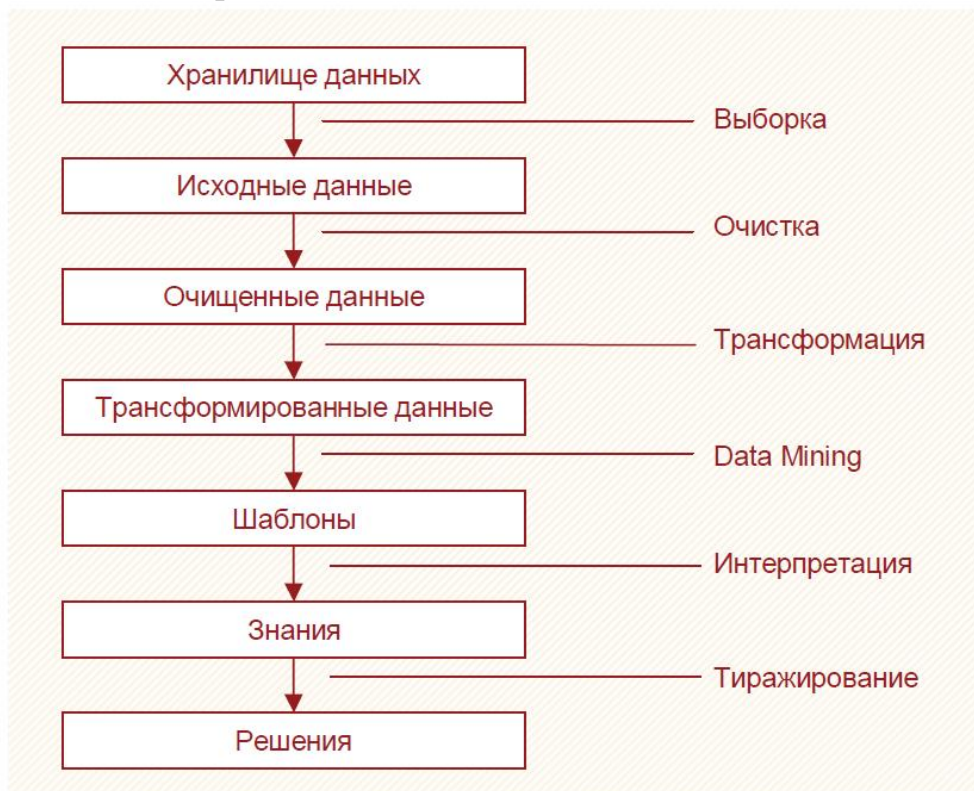 Хранилище данных
Выборка
Исходные данные
Очистка
Очищенные данные
Трансформация
Трансформированные данные
Data Mining
Шаблоны
Интерпретация
Знания
Тиражирование
Решения